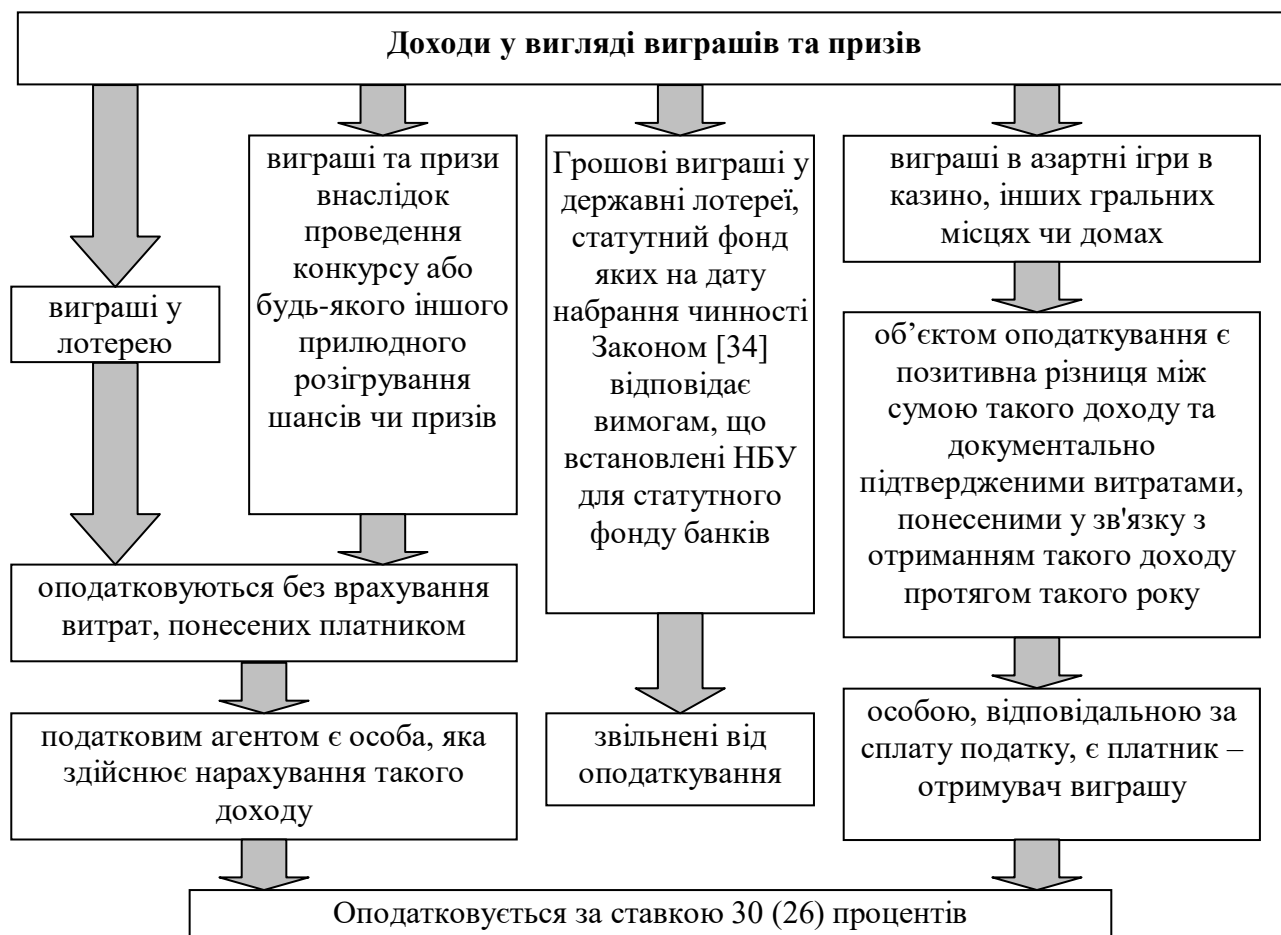 Доходи у вигляді виграшів та призів
виграші у
лотерею
виграші та призи
внаслідок
проведення
конкурсу або
будь-якого іншого
прилюдного
розігрування
шансів чи призів
Грошові виграші у
державні лотереї,
статутний фонд
яких на дату
набрання чинності
Законом [34]
відповідає
вимогам, що
встановлені НБУ
для статутного
фонду банків
виграші в азартні ігри в
казино, інших гральних
місцях чи домах
об’єктом оподаткування є
позитивна різниця між
сумою такого доходу та
документально
підтвердженими витратами,
понесеними у зв'язку з
отриманням такого доходу
протягом такого року
оподатковуються без врахування
витрат, понесених платником
податковим агентом є особа, яка
здійснює нарахування такого
доходу
звільнені від
оподаткування
особою, відповідальною за
сплату податку, є платник –
отримувач виграшу
Оподатковується за ставкою 30 (26) процентів